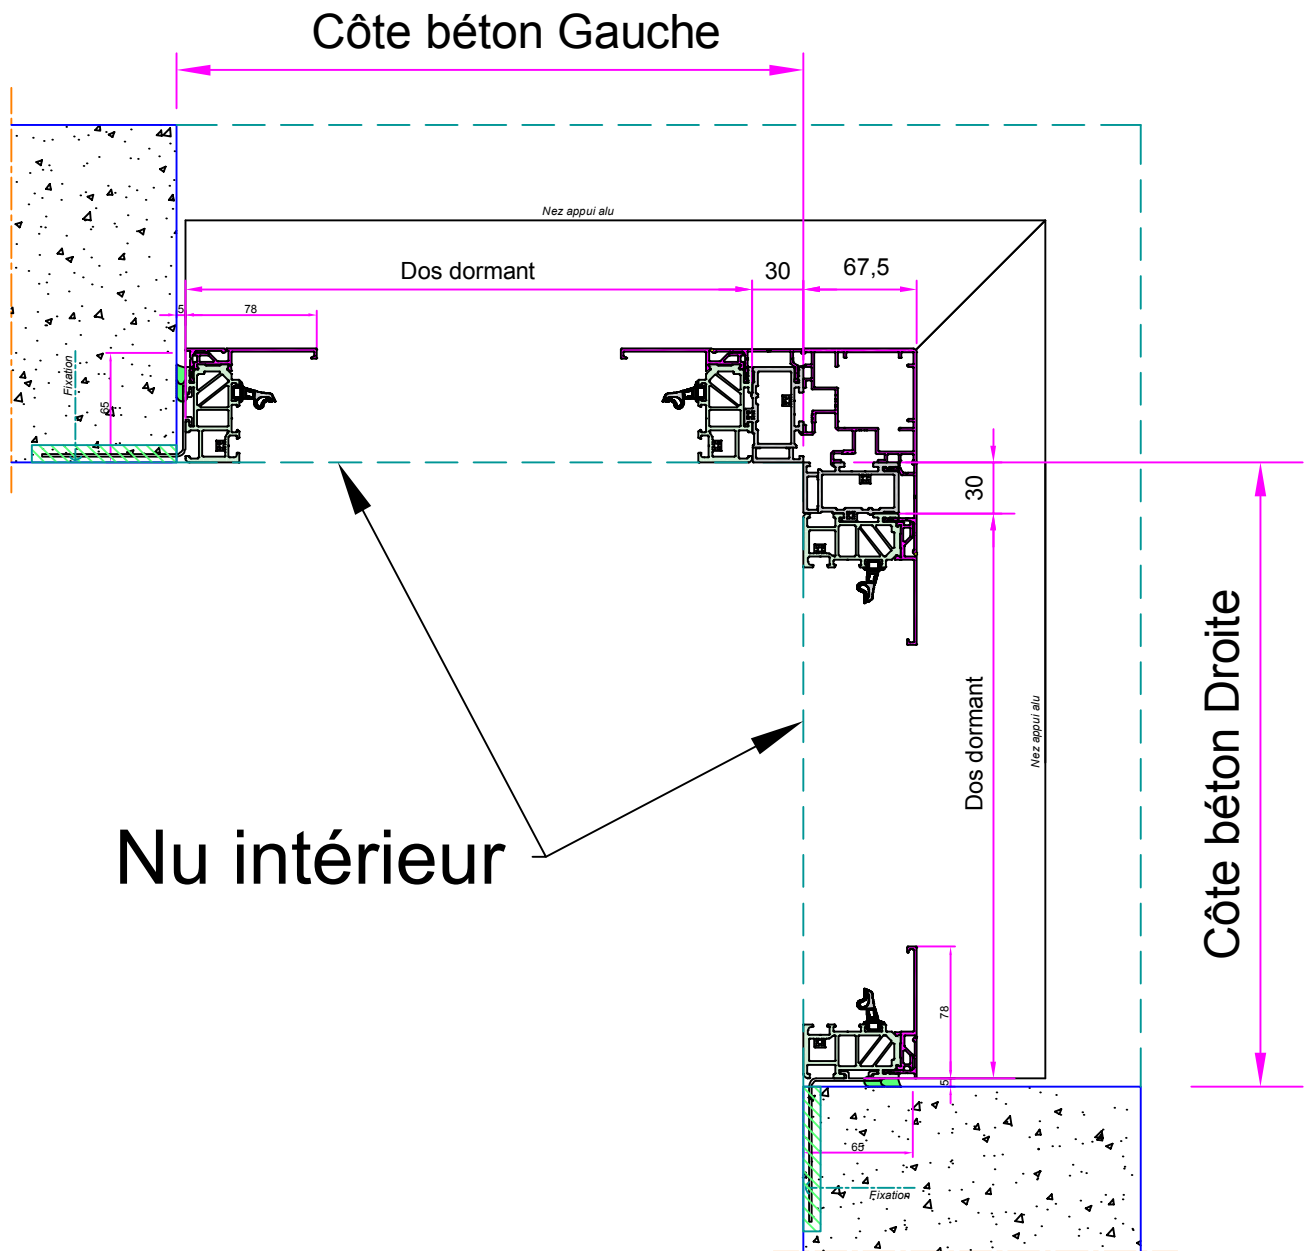 Côte béton Gauche
Nez appui alu
Dos dormant
30
67,5
5
78
Fixation
65
30
Côte béton Droite
Dos dormant
Nez appui alu
Nu intérieur
78
5
65
Fixation